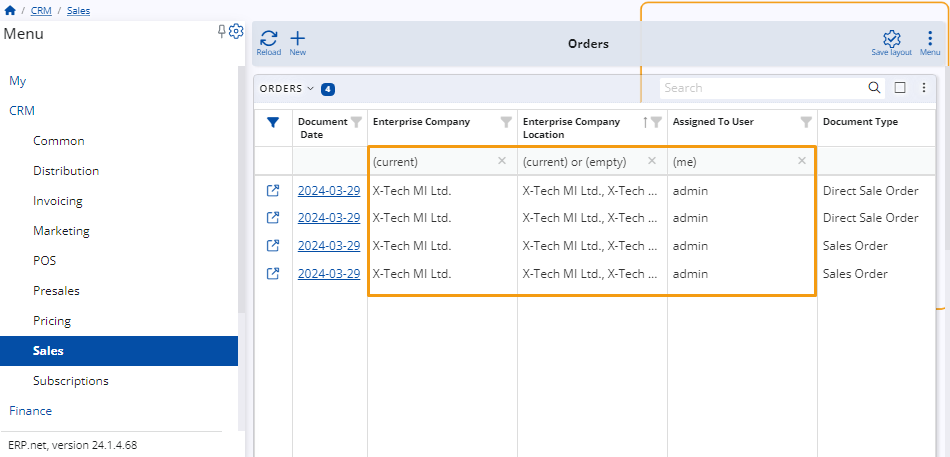 / CRM / Sales
Menu
Reload
New
Orders
Save layout
Menu
My
CRM
Common
Distribution
Invoicing
Marketing
POS
Presales
Pricing
Sales
Subscriptions
Finance
ERP.net, version 24.1.4.68
ORDERS 4
Search
Document Date
Enterprise Company
Enterprise Company Location
Assigned To User
Document Type
(current) (current) or (empty) (me)
2024-03-29 X-Tech MI Ltd. X-Tech MI Ltd., X-Tech ... admin Direct Sale Order
2024-03-29 X-Tech MI Ltd. X-Tech MI Ltd., X-Tech ... admin Direct Sale Order
2024-03-29 X-Tech MI Ltd. X-Tech MI Ltd., X-Tech ... admin Sales Order
2024-03-29 X-Tech MI Ltd. X-Tech MI Ltd., X-Tech ... admin Sales Order